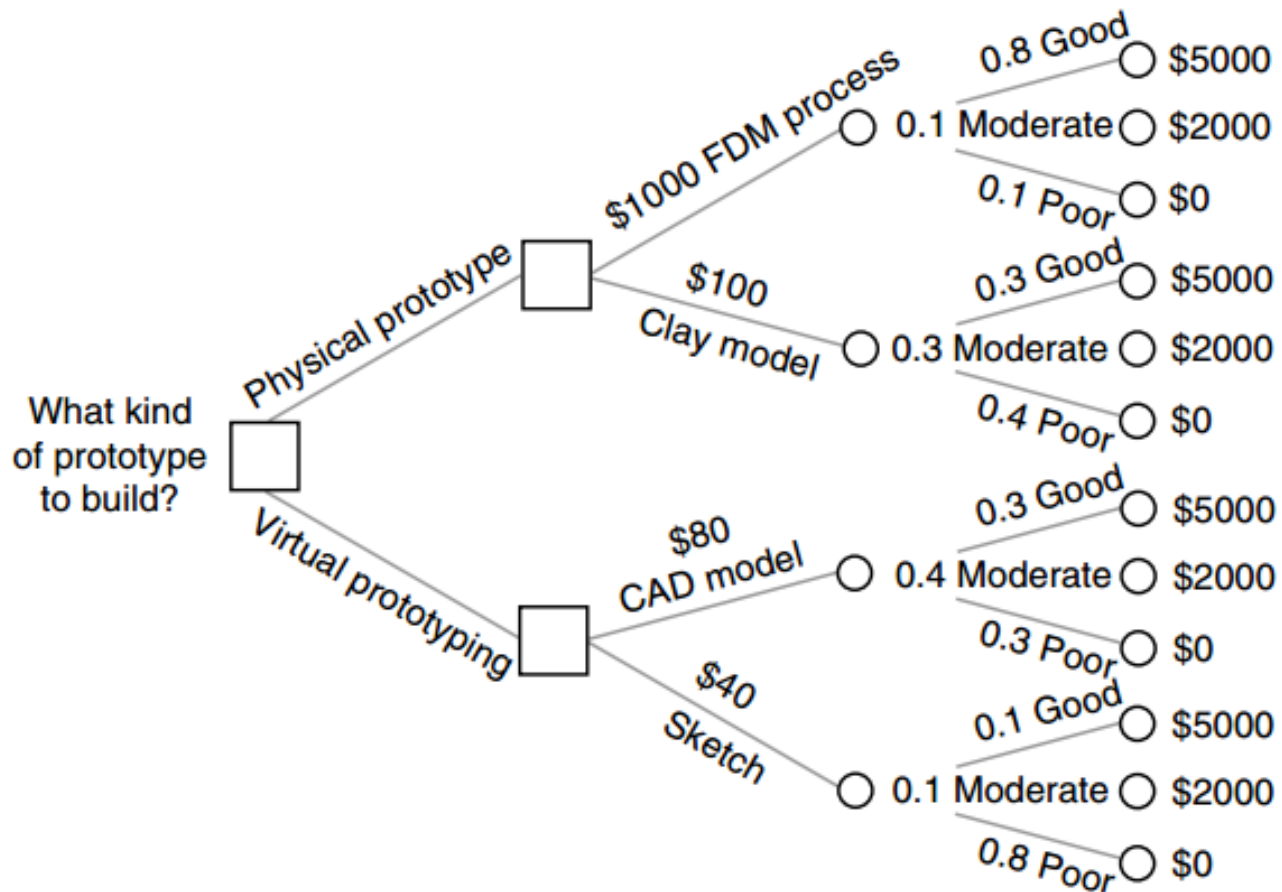 What kind
of prototype
to build?
Physical prototype
$1000 FDM process
0.8 Good
$5000
0.1 Moderate
$2000
0.1 Poor
$0
$100
Clay model
0.3 Good
$5000
0.3 Moderate
$2000
0.4 Poor
$0
Virtual prototyping
$80
CAD model
0.3 Good
$5000
0.4 Moderate
$2000
0.3 Poor
$0
$40
Sketch
0.1 Good
$5000
0.1 Moderate
$2000
0.8 Poor
$0